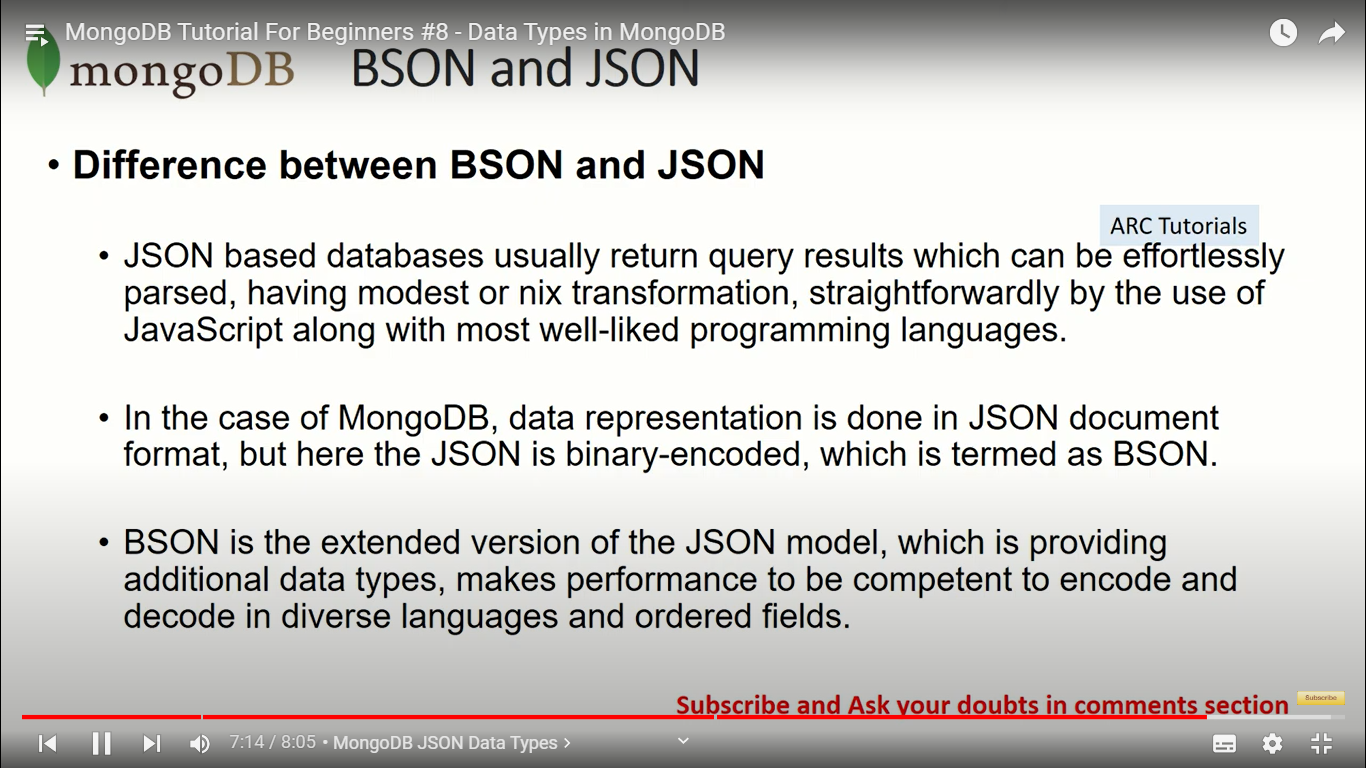 MongoDB Tutorial For Beginners #8 - Data Types in MongoDB
mongoDB
BSON and JSON
• Difference between BSON and JSON
ARC Tutorials
• JSON based databases usually return query results which can be effortlessly
parsed, having modest or nix transformation, straightforwardly by the use of
JavaScript along with most well-liked programming languages.
• In the case of MongoDB, data representation is done in JSON document
format, but here the JSON is binary-encoded, which is termed as BSON.
• BSON is the extended version of the JSON model, which is providing
additional data types, makes performance to be competent to encode and
decode in diverse languages and ordered fields.
Subscribe and Ask your doubts in comments section
Subscribe
7:14 / 8:05 • MongoDB JSON Data Types >